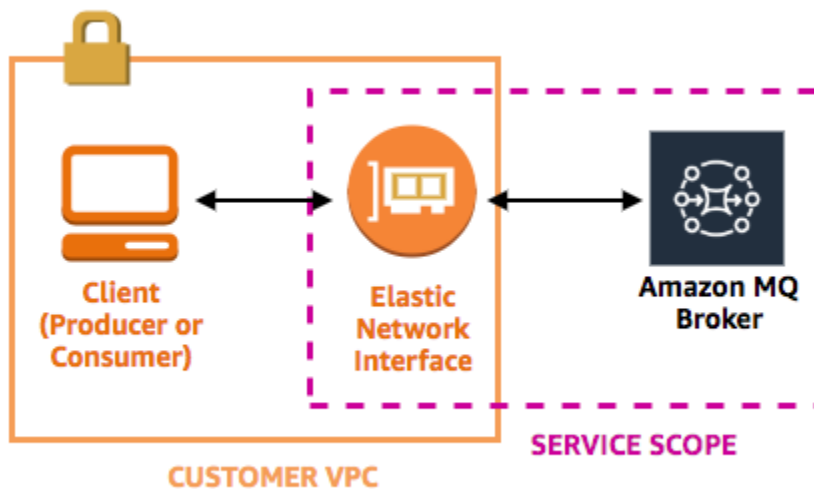 Client
(Producer or
Consumer)
Elastic
Network
Interface
Amazon MQ
Broker
SERVICE SCOPE
CUSTOMER VPC